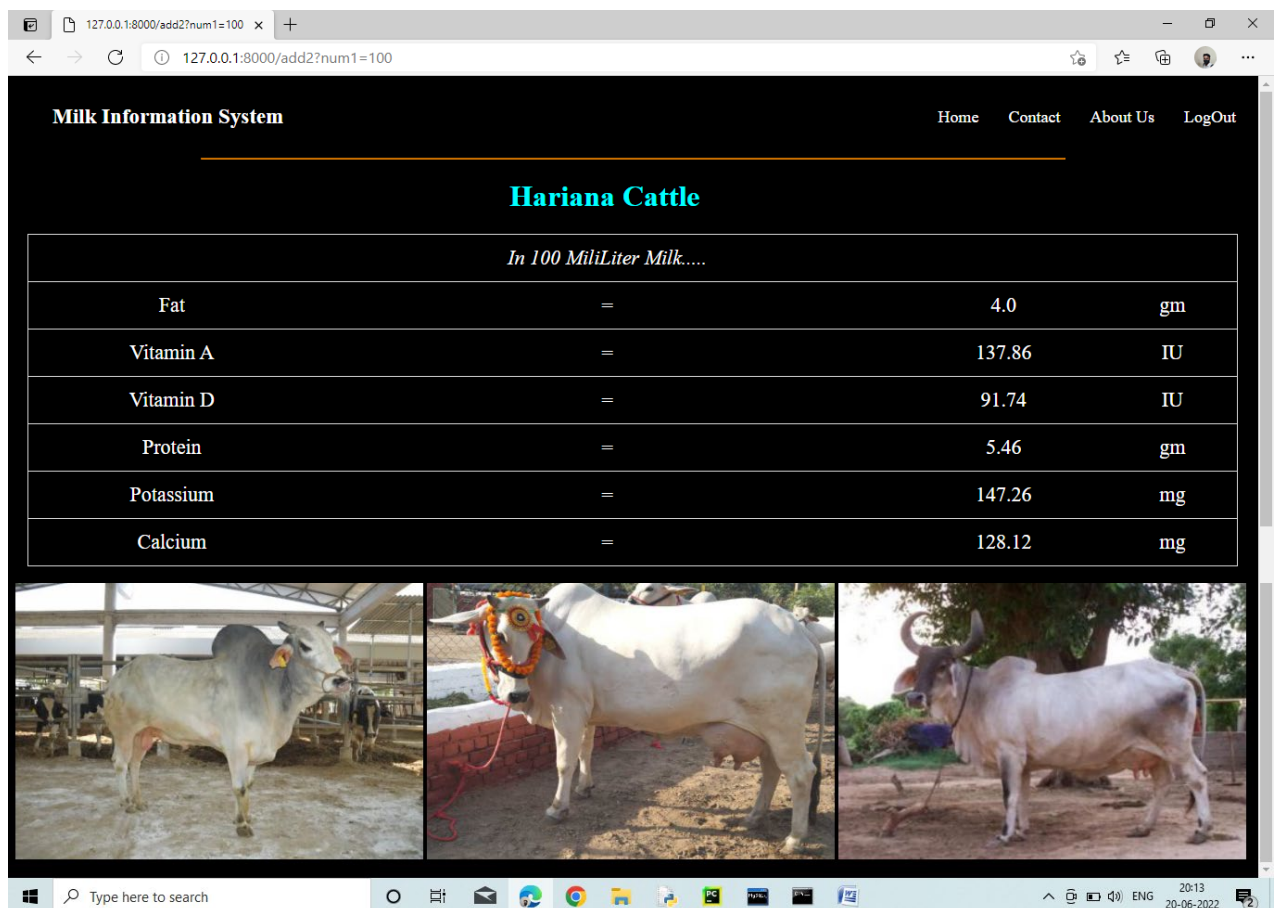 127.0.0.1:8000/add2?num1=100
127.0.0.1:8000/add2?num1=100
Milk Information System
Home Contact About Us LogOut
Hariana Cattle
In 100 MiliLiter Milk.....
Fat = 4.0 gm
Vitamin A = 137.86 IU
Vitamin D = 91.74 IU
Protein = 5.46 gm
Potassium = 147.26 mg
Calcium = 128.12 mg
Type here to search
PC
ENG
20:13
20-06-2022
2